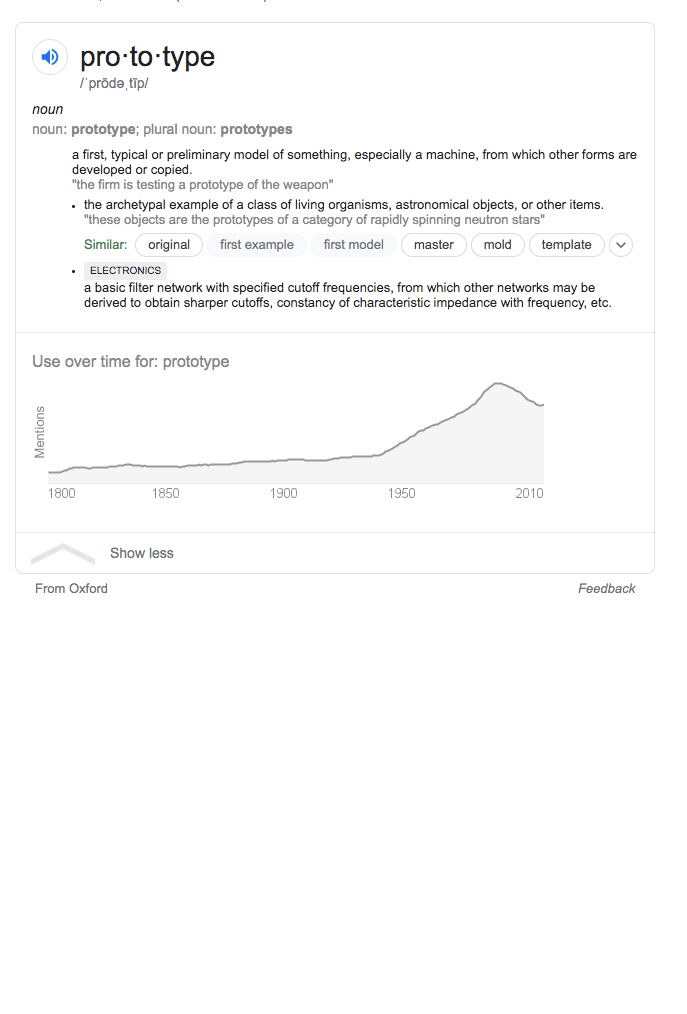 pro·to·type
/ˈprōdəˌtīp/
noun
noun: prototype; plural noun: prototypes
a first, typical or preliminary model of something, especially a machine, from which other forms are
developed or copied.
"the firm is testing a prototype of the weapon"
• the archetypal example of a class of living organisms, astronomical objects, or other items.
"these objects are the prototypes of a category of rapidly spinning neutron stars"
Similar: original first example first model master mold template
• ELECTRONICS
a basic filter network with specified cutoff frequencies, from which other networks may be
derived to obtain sharper cutoffs, constancy of characteristic impedance with frequency, etc.
Use over time for: prototype
Mentions
1800 1850 1900 1950 2010
Show less
From Oxford Feedback